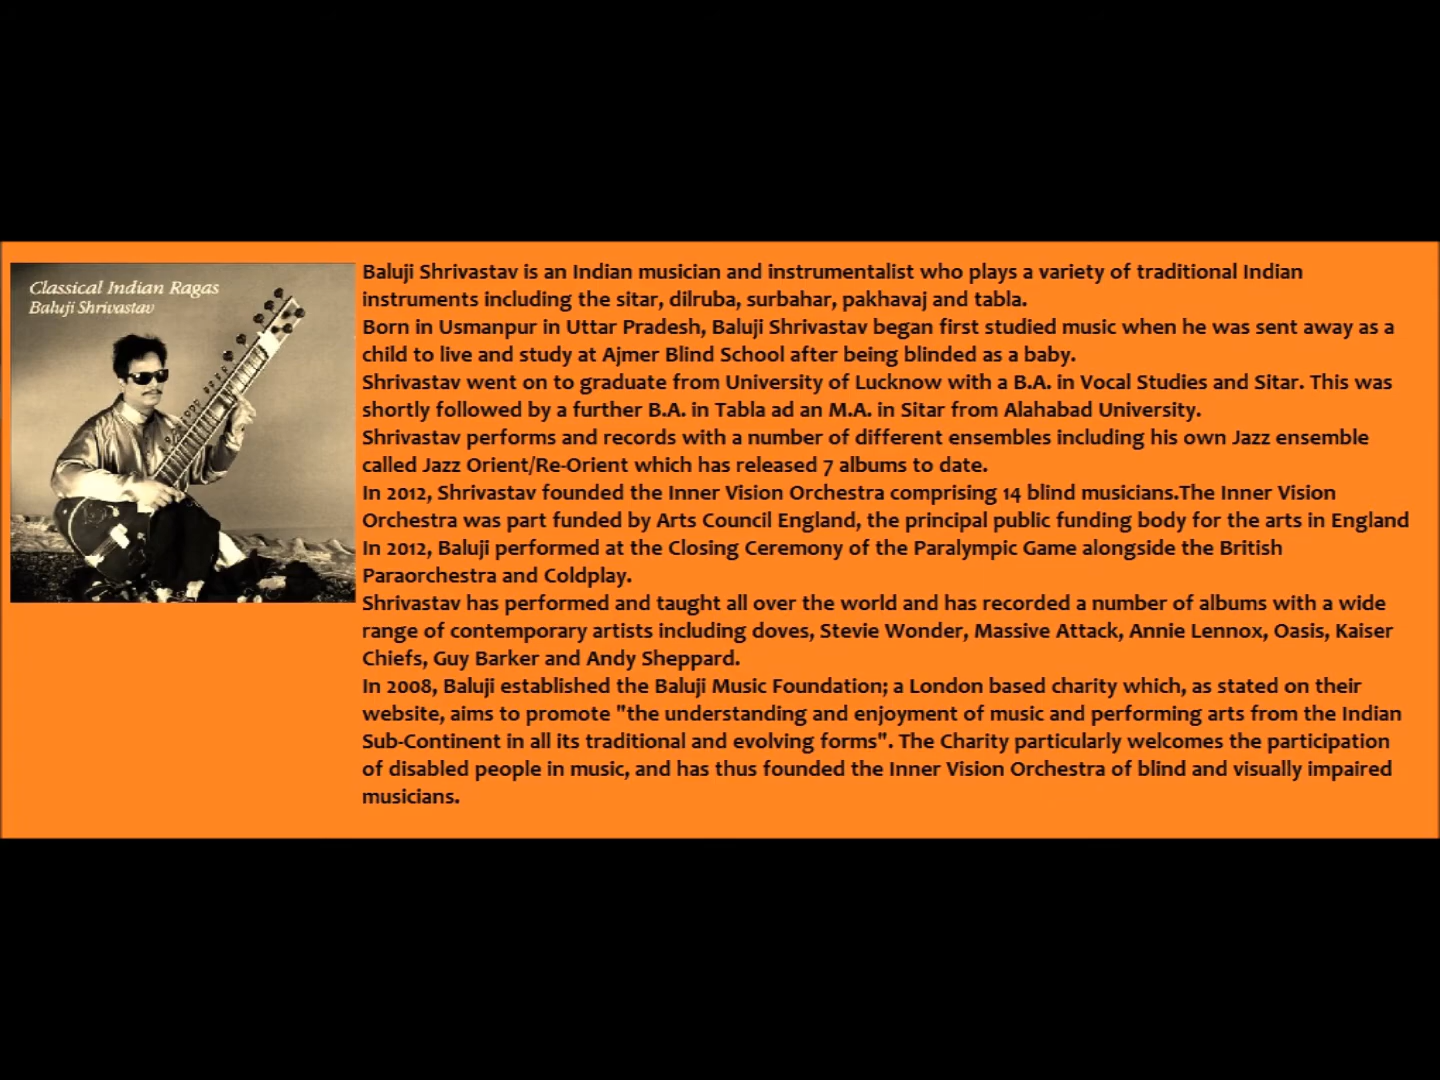 Classical Indian Ragas
Baluji Shrivastav
Baluji Shrivastav is an Indian musician and instrumentalist who plays a variety of traditional Indian
instruments including the sitar, dilruba, surbahar, pakhavaj and tabla.
Born in Usmanpur in Uttar Pradesh, Baluji Shrivastav began first studied music when he was sent away as a
child to live and study at Ajmer Blind School after being blinded as a baby.
Shrivastav went on to graduate from University of Lucknow with a B.A. in Vocal Studies and Sitar. This was
shortly followed by a further B.A. in Tabla ad an M.A. in Sitar from Alahabad University.
Shrivastav performs and records with a number of different ensembles including his own Jazz ensemble
called Jazz Orient/Re-Orient which has released 7 albums to date.
In 2012, Shrivastav founded the Inner Vision Orchestra comprising 14 blind musicians.The Inner Vision
Orchestra was part funded by Arts Council England, the principal public funding body for the arts in England
In 2012, Baluji performed at the Closing Ceremony of the Paralympic Game alongside the British
Paraorchestra and Coldplay.
Shrivastav has performed and taught all over the world and has recorded a number of albums with a wide
range of contemporary artists including doves, Stevie Wonder, Massive Attack, Annie Lennox, Oasis, Kaiser
Chiefs, Guy Barker and Andy Sheppard.
In 2008, Baluji established the Baluji Music Foundation; a London based charity which, as stated on their
website, aims to promote "the understanding and enjoyment of music and performing arts from the Indian
Sub-Continent in all its traditional and evolving forms". The Charity particularly welcomes the participation
of disabled people in music, and has thus founded the Inner Vision Orchestra of blind and visually impaired
musicians.